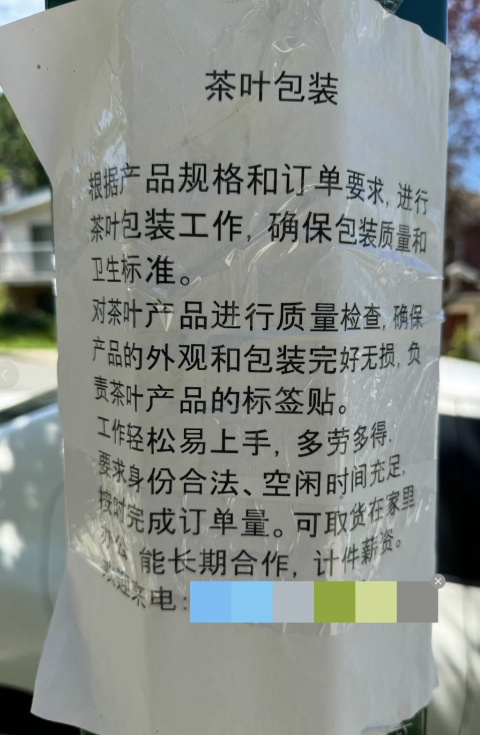 茶叶包装
根据产品规格和订单要求, 进行
茶叶包装工作, 确保包装质量和
卫生标准。
对茶叶产品进行质量检查, 确保
产品的外观和包装完好无损, 负
责茶叶产品的标签贴。
工作轻松易上手, 多劳多得.
要求身份合法、空闲时间充足,
按时完成订单量。可取货在家里
办公 能长期合作, 计件薪资。
欢迎来电: